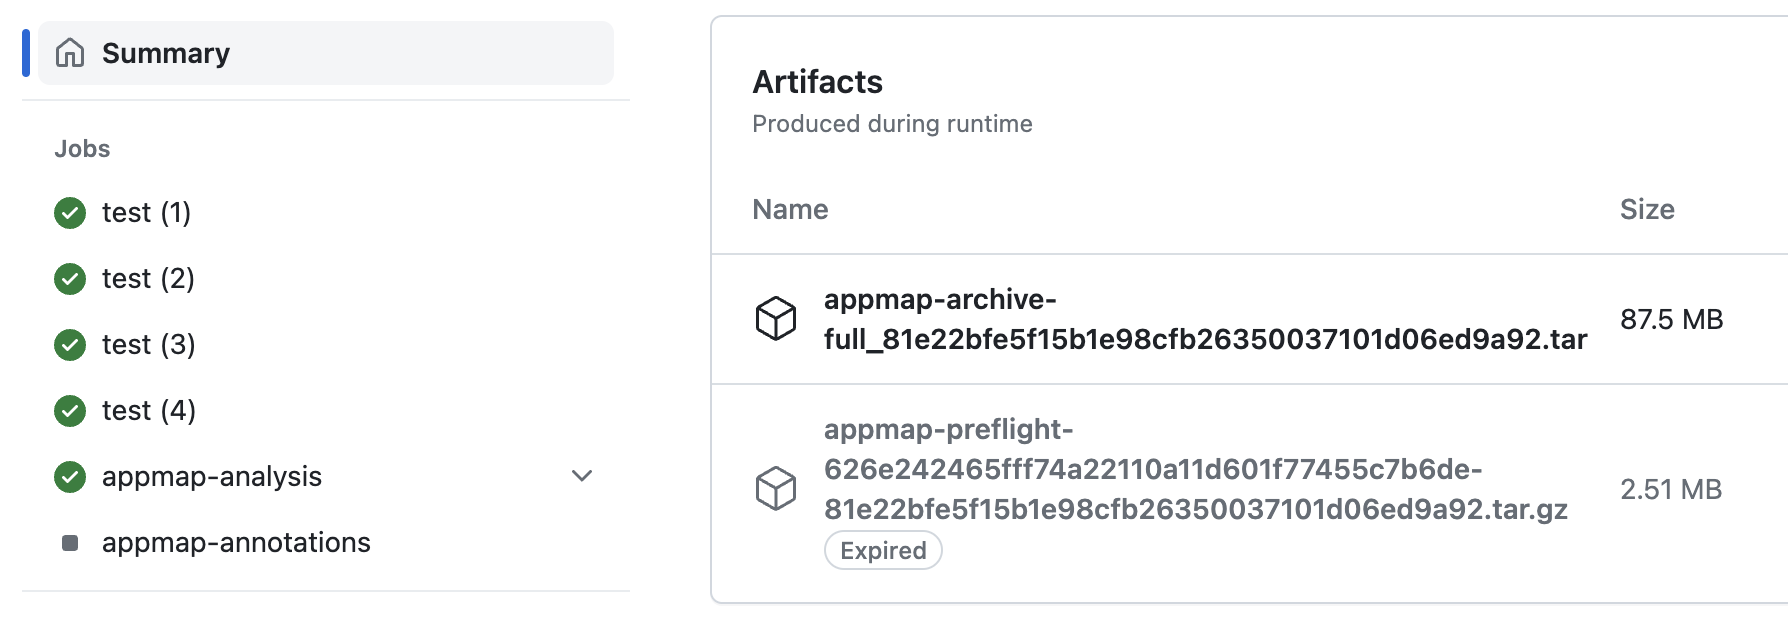 Summary
Jobs
test (1)
test (2)
test (3)
test (4)
appmap-analysis
appmap-annotations
Artifacts
Produced during runtime
Name Size
appmap-archive-
full_81e22bfe5f15b1e98cfb26350037101d06ed9a92.tar 87.5 MB
appmap-preflight-
626e242465fff74a22110a11d601f77455c7b6de-
81e22bfe5f15b1e98cfb26350037101d06ed9a92.tar.gz 2.51 MB
Expired